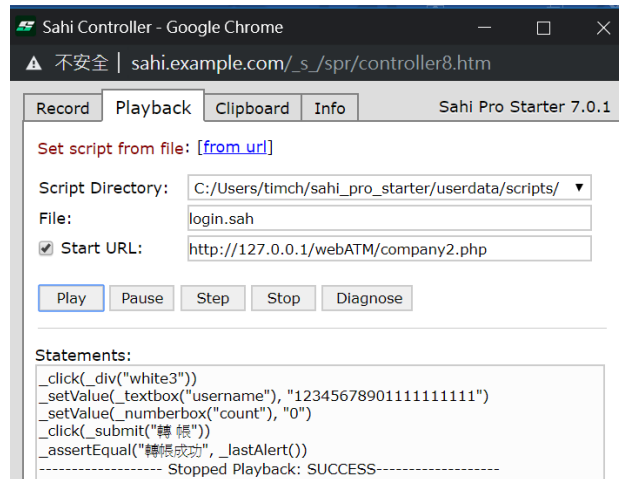 Sahi Controller - Google Chrome
不安全 | sahi.example.com/_s_/spr/controller8.htm
Record Playback Clipboard Info Sahi Pro Starter 7.0.1
Set script from file: [from url]
Script Directory: C:/Users/timch/sahi_pro_starter/userdata/scripts/
File: login.sah
Start URL: http://127.0.0.1/webATM/company2.php
Play Pause Step Stop Diagnose
Statements:
_click(_div("white3"))
_setValue(_textbox("username"), "12345678901111111111")
_setValue(_numberbox("count"), "0")
_click(_submit("轉 帳"))
_assertEqual("轉帳成功", _lastAlert())
------------------- Stopped Playback: SUCCESS-------------------